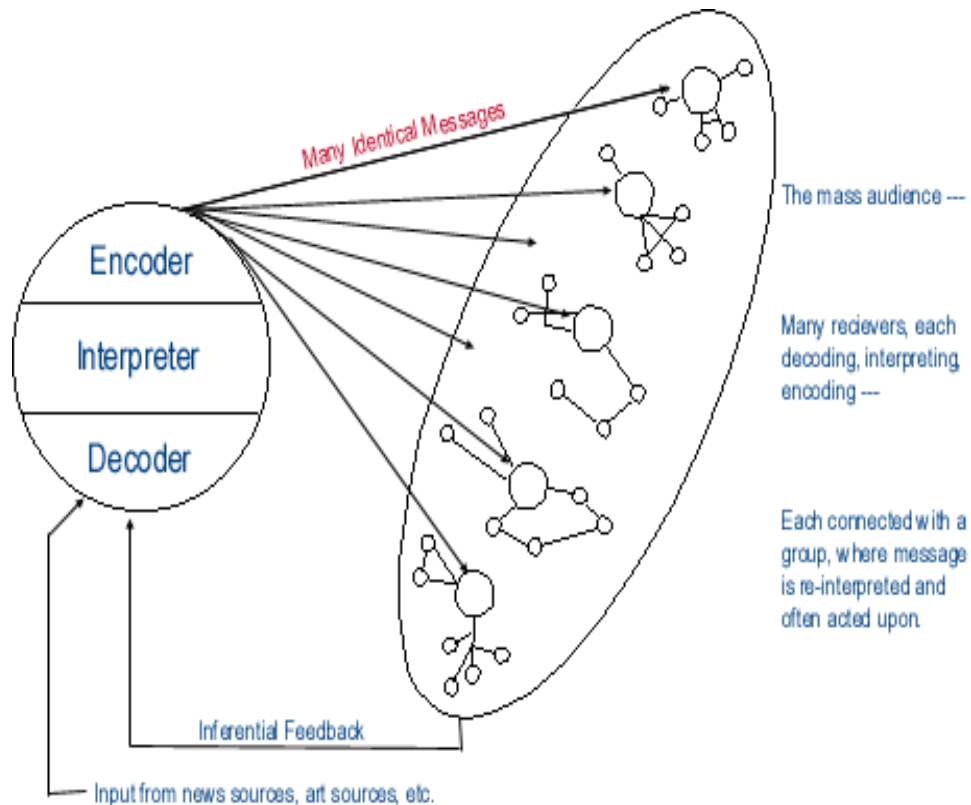 Many Identical Messages
Encoder
Interpreter
Decoder
The mass audience ---
Many recievers, each
decoding, interpreting,
encoding ---
Each connected with a
group, where message
is re-interpreted and
often acted upon.
Inferential Feedback
Input from news sources, art sources, etc.